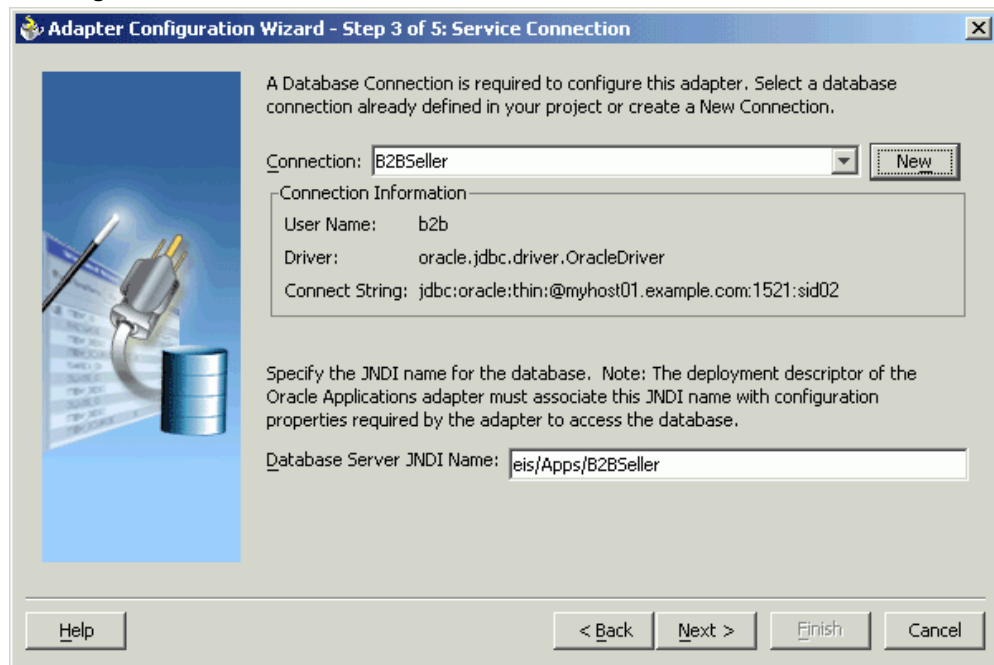 Adapter Configuration Wizard - Step 3 of 5: Service Connection
A Database Connection is required to configure this adapter. Select a database
connection already defined in your project or create a New Connection.
Connection: B2BSeller New
Connection Information
User Name: b2b
Driver: oracle.jdbc.driver.OracleDriver
Connect String: jdbc:oracle:thin:@myhost01.example.com:1521:sid02
Specify the JNDI name for the database. Note: The deployment descriptor of the
Oracle Applications adapter must associate this JNDI name with configuration
properties required by the adapter to access the database.
Database Server JNDI Name: eis/Apps/B2BSeller
Help < Back Next > Finish Cancel